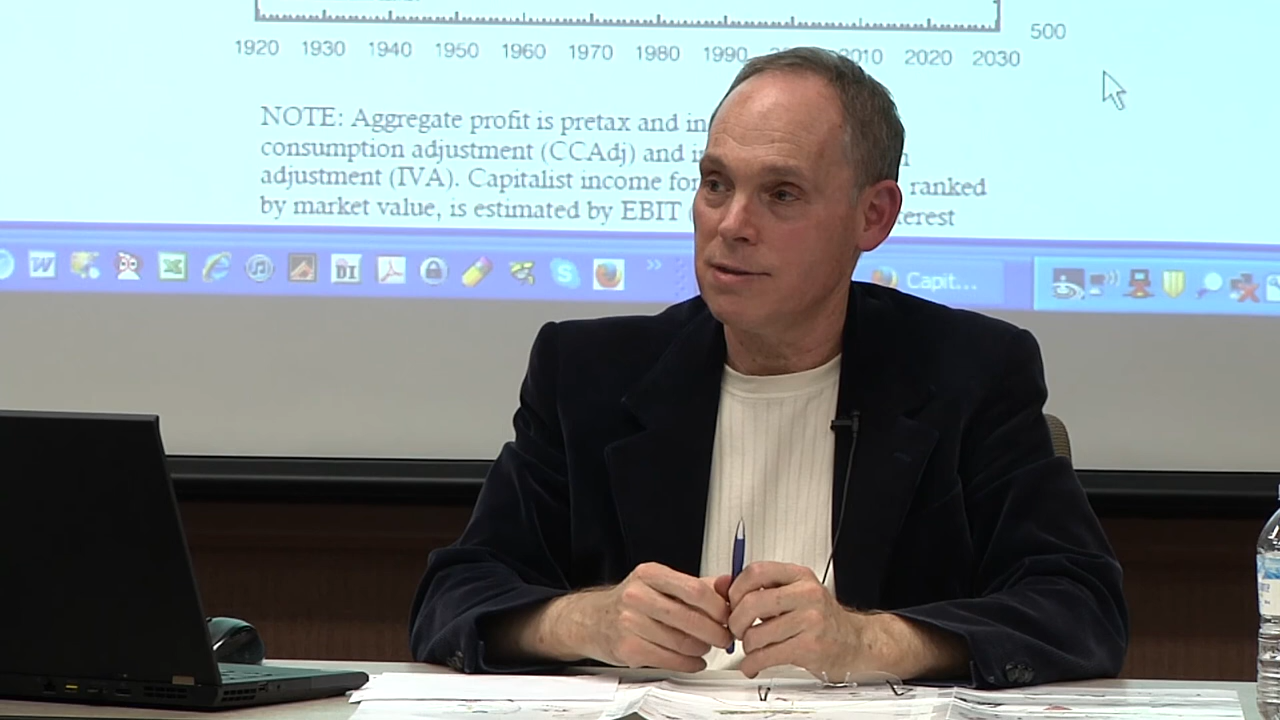 500
1920 1930 1940 1950 1960 1970 1980 1990 2010 2020 2030
NOTE: Aggregate profit is pretax and in
consumption adjustment (CCAdj) and
adjustment (IVA). Capitalist income for ranked
by market value, is estimated by EBIT
W DI Capit...